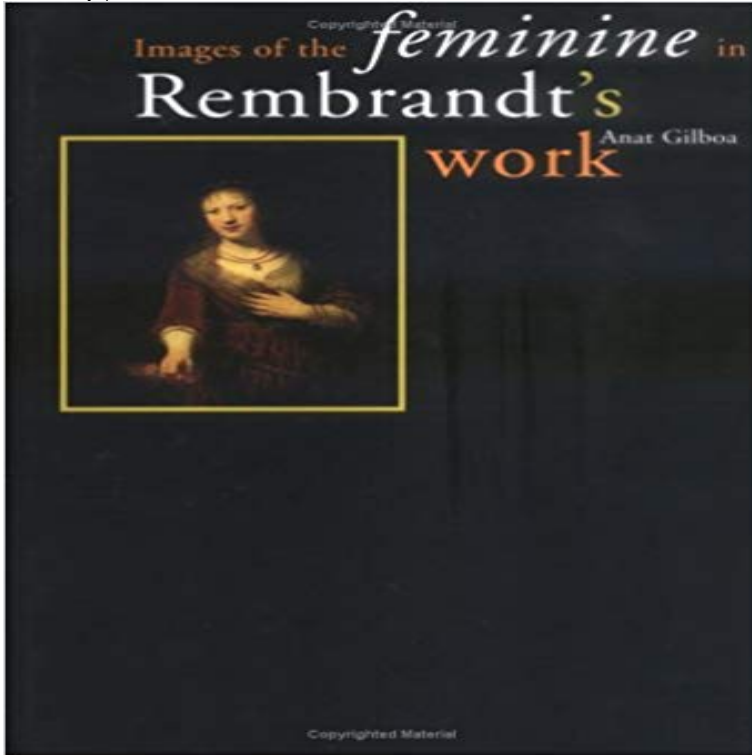 Copyrighted Material
Images of the feminine in
Rembrandt's
Anat Gilboa
work
Copyrighted Material